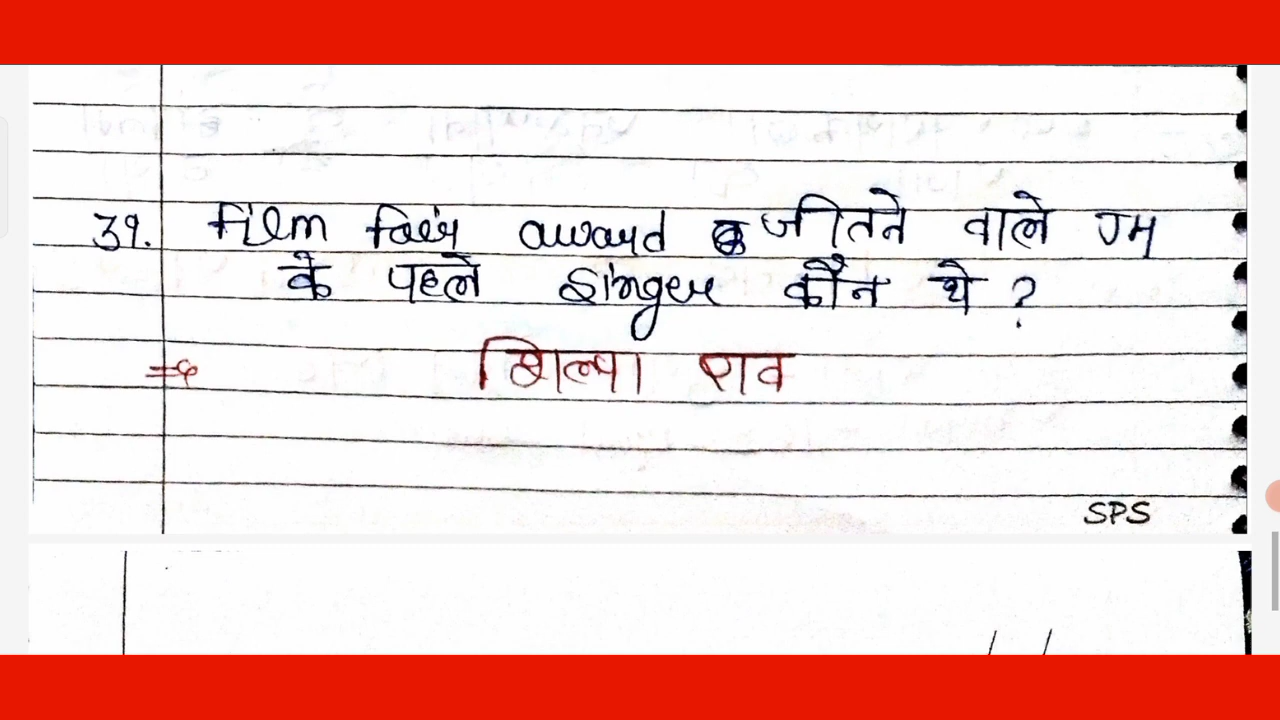 39. Film fair award जीतने वाले JM
के पहले Singer कौन थे ?
⇒ शिल्पा राव
SPS